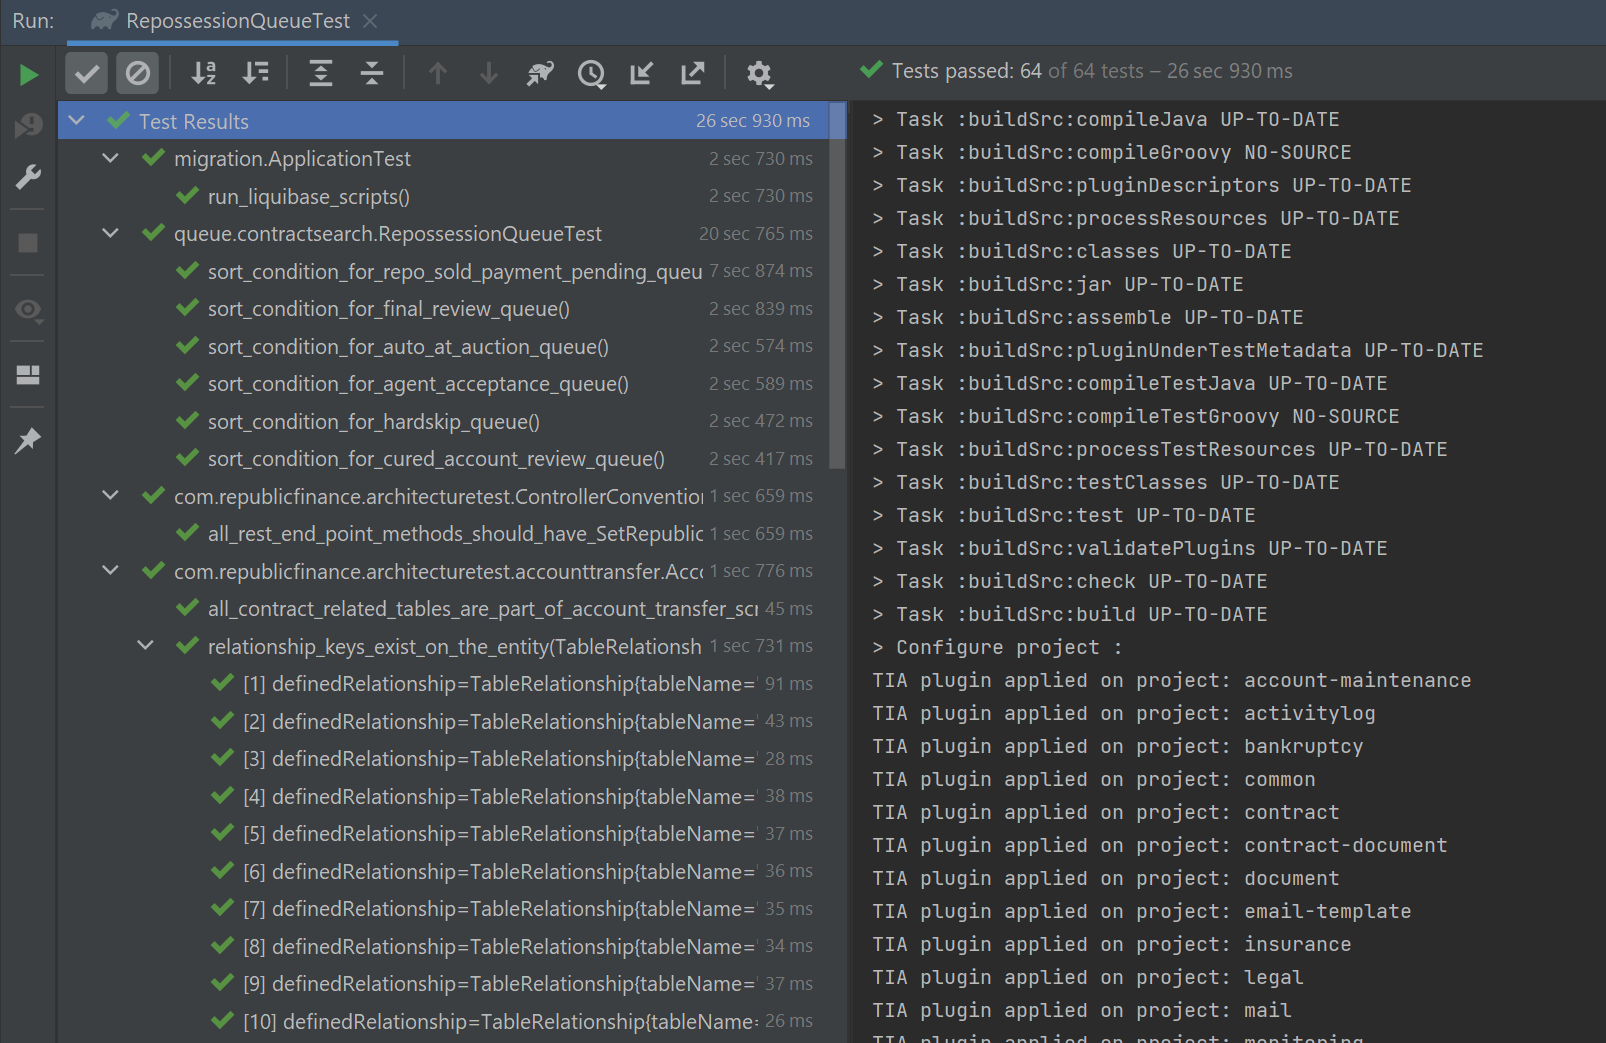 Run: RepossessionQueueTest
Tests passed: 64 of 64 tests – 26 sec 930 ms
Test Results 26 sec 930 ms
migration.ApplicationTest 2 sec 730 ms
run_liquibase_scripts() 2 sec 730 ms
queue.contractsearch.RepossessionQueueTest 20 sec 765 ms
sort_condition_for_repo_sold_payment_pending_queu 7 sec 874 ms
sort_condition_for_final_review_queue() 2 sec 839 ms
sort_condition_for_auto_at_auction_queue() 2 sec 574 ms
sort_condition_for_agent_acceptance_queue() 2 sec 589 ms
sort_condition_for_hardskip_queue() 2 sec 472 ms
sort_condition_for_cured_account_review_queue() 2 sec 417 ms
com.republicfinance.architecturetest.ControllerConvention 1 sec 659 ms
all_rest_end_point_methods_should_have_SetRepublic 1 sec 659 ms
com.republicfinance.architecturetest.accounttransfer.Acco 1 sec 776 ms
all_contract_related_tables_are_part_of_account_transfer_scr 45 ms
relationship_keys_exist_on_the_entity(TableRelationsh 1 sec 731 ms
[1] definedRelationship=TableRelationship{tableName=' 91 ms
[2] definedRelationship=TableRelationship{tableName=' 43 ms
[3] definedRelationship=TableRelationship{tableName=' 28 ms
[4] definedRelationship=TableRelationship{tableName=' 38 ms
[5] definedRelationship=TableRelationship{tableName=' 37 ms
[6] definedRelationship=TableRelationship{tableName=' 36 ms
[7] definedRelationship=TableRelationship{tableName=' 35 ms
[8] definedRelationship=TableRelationship{tableName=' 34 ms
[9] definedRelationship=TableRelationship{tableName=' 37 ms
[10] definedRelationship=TableRelationship{tableName= 26 ms
> Task :buildSrc:compileJava UP-TO-DATE
> Task :buildSrc:compileGroovy NO-SOURCE
> Task :buildSrc:pluginDescriptors UP-TO-DATE
> Task :buildSrc:processResources UP-TO-DATE
> Task :buildSrc:classes UP-TO-DATE
> Task :buildSrc:jar UP-TO-DATE
> Task :buildSrc:assemble UP-TO-DATE
> Task :buildSrc:pluginUnderTestMetadata UP-TO-DATE
> Task :buildSrc:compileTestJava UP-TO-DATE
> Task :buildSrc:compileTestGroovy NO-SOURCE
> Task :buildSrc:processTestResources UP-TO-DATE
> Task :buildSrc:testClasses UP-TO-DATE
> Task :buildSrc:test UP-TO-DATE
> Task :buildSrc:validatePlugins UP-TO-DATE
> Task :buildSrc:check UP-TO-DATE
> Task :buildSrc:build UP-TO-DATE
> Configure project :
TIA plugin applied on project: account-maintenance
TIA plugin applied on project: activitylog
TIA plugin applied on project: bankruptcy
TIA plugin applied on project: common
TIA plugin applied on project: contract
TIA plugin applied on project: contract-document
TIA plugin applied on project: document
TIA plugin applied on project: email-template
TIA plugin applied on project: insurance
TIA plugin applied on project: legal
TIA plugin applied on project: mail
TIA plugin applied on project: monitoring